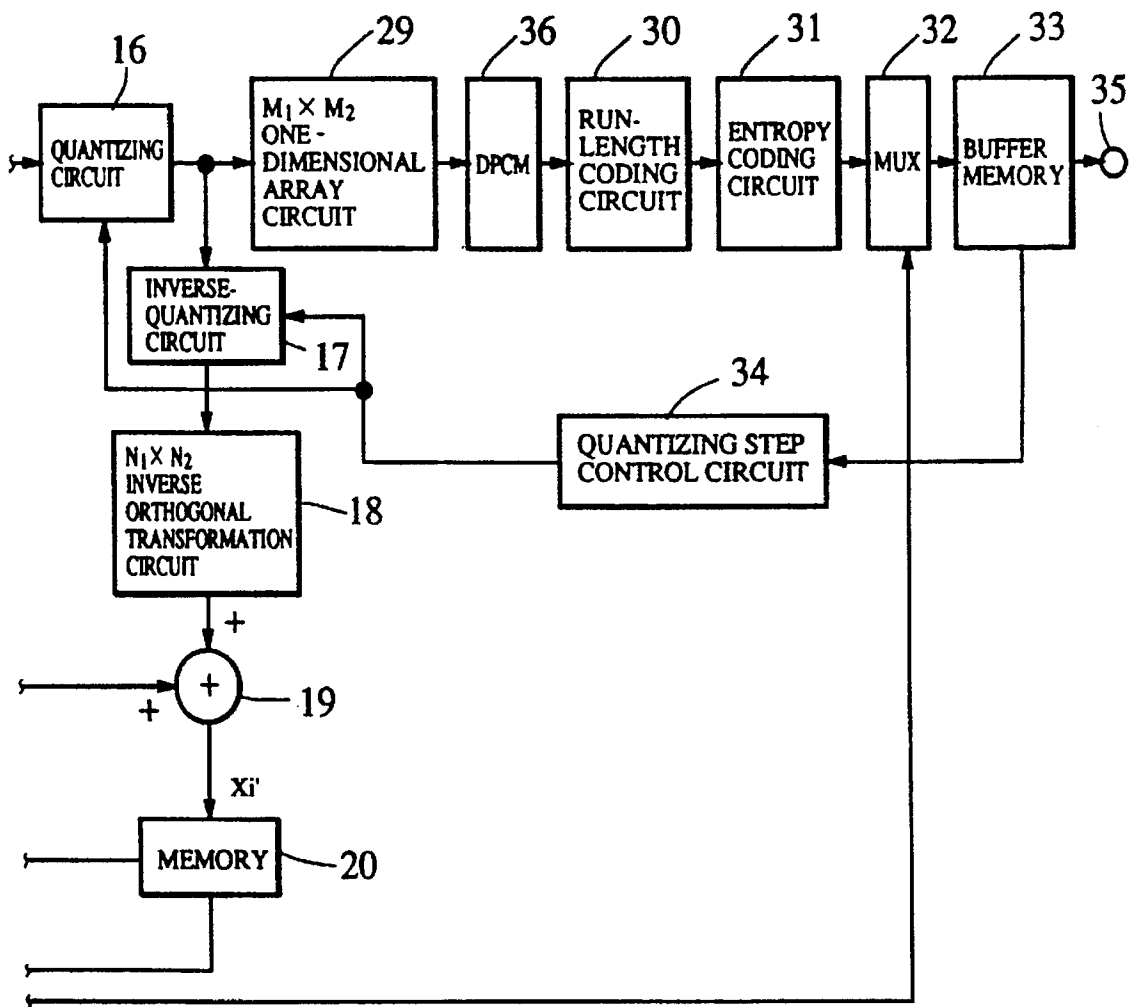 29
36
30
31
32
33
16
35
QUANTIZING
CIRCUIT
M1 × M2
ONE-
DIMENSIONAL
ARRAY
CIRCUIT
DPCM
RUN-
LENGTH
CODING
CIRCUIT
ENTROPY
CODING
CIRCUIT
MUX
BUFFER
MEMORY
INVERSE-
QUANTIZING
CIRCUIT
17
34
QUANTIZING STEP
CONTROL CIRCUIT
N1 × N2
INVERSE
ORTHOGONAL
TRANSFORMATION
CIRCUIT
18
+
+
+
19
Xi'
MEMORY
20